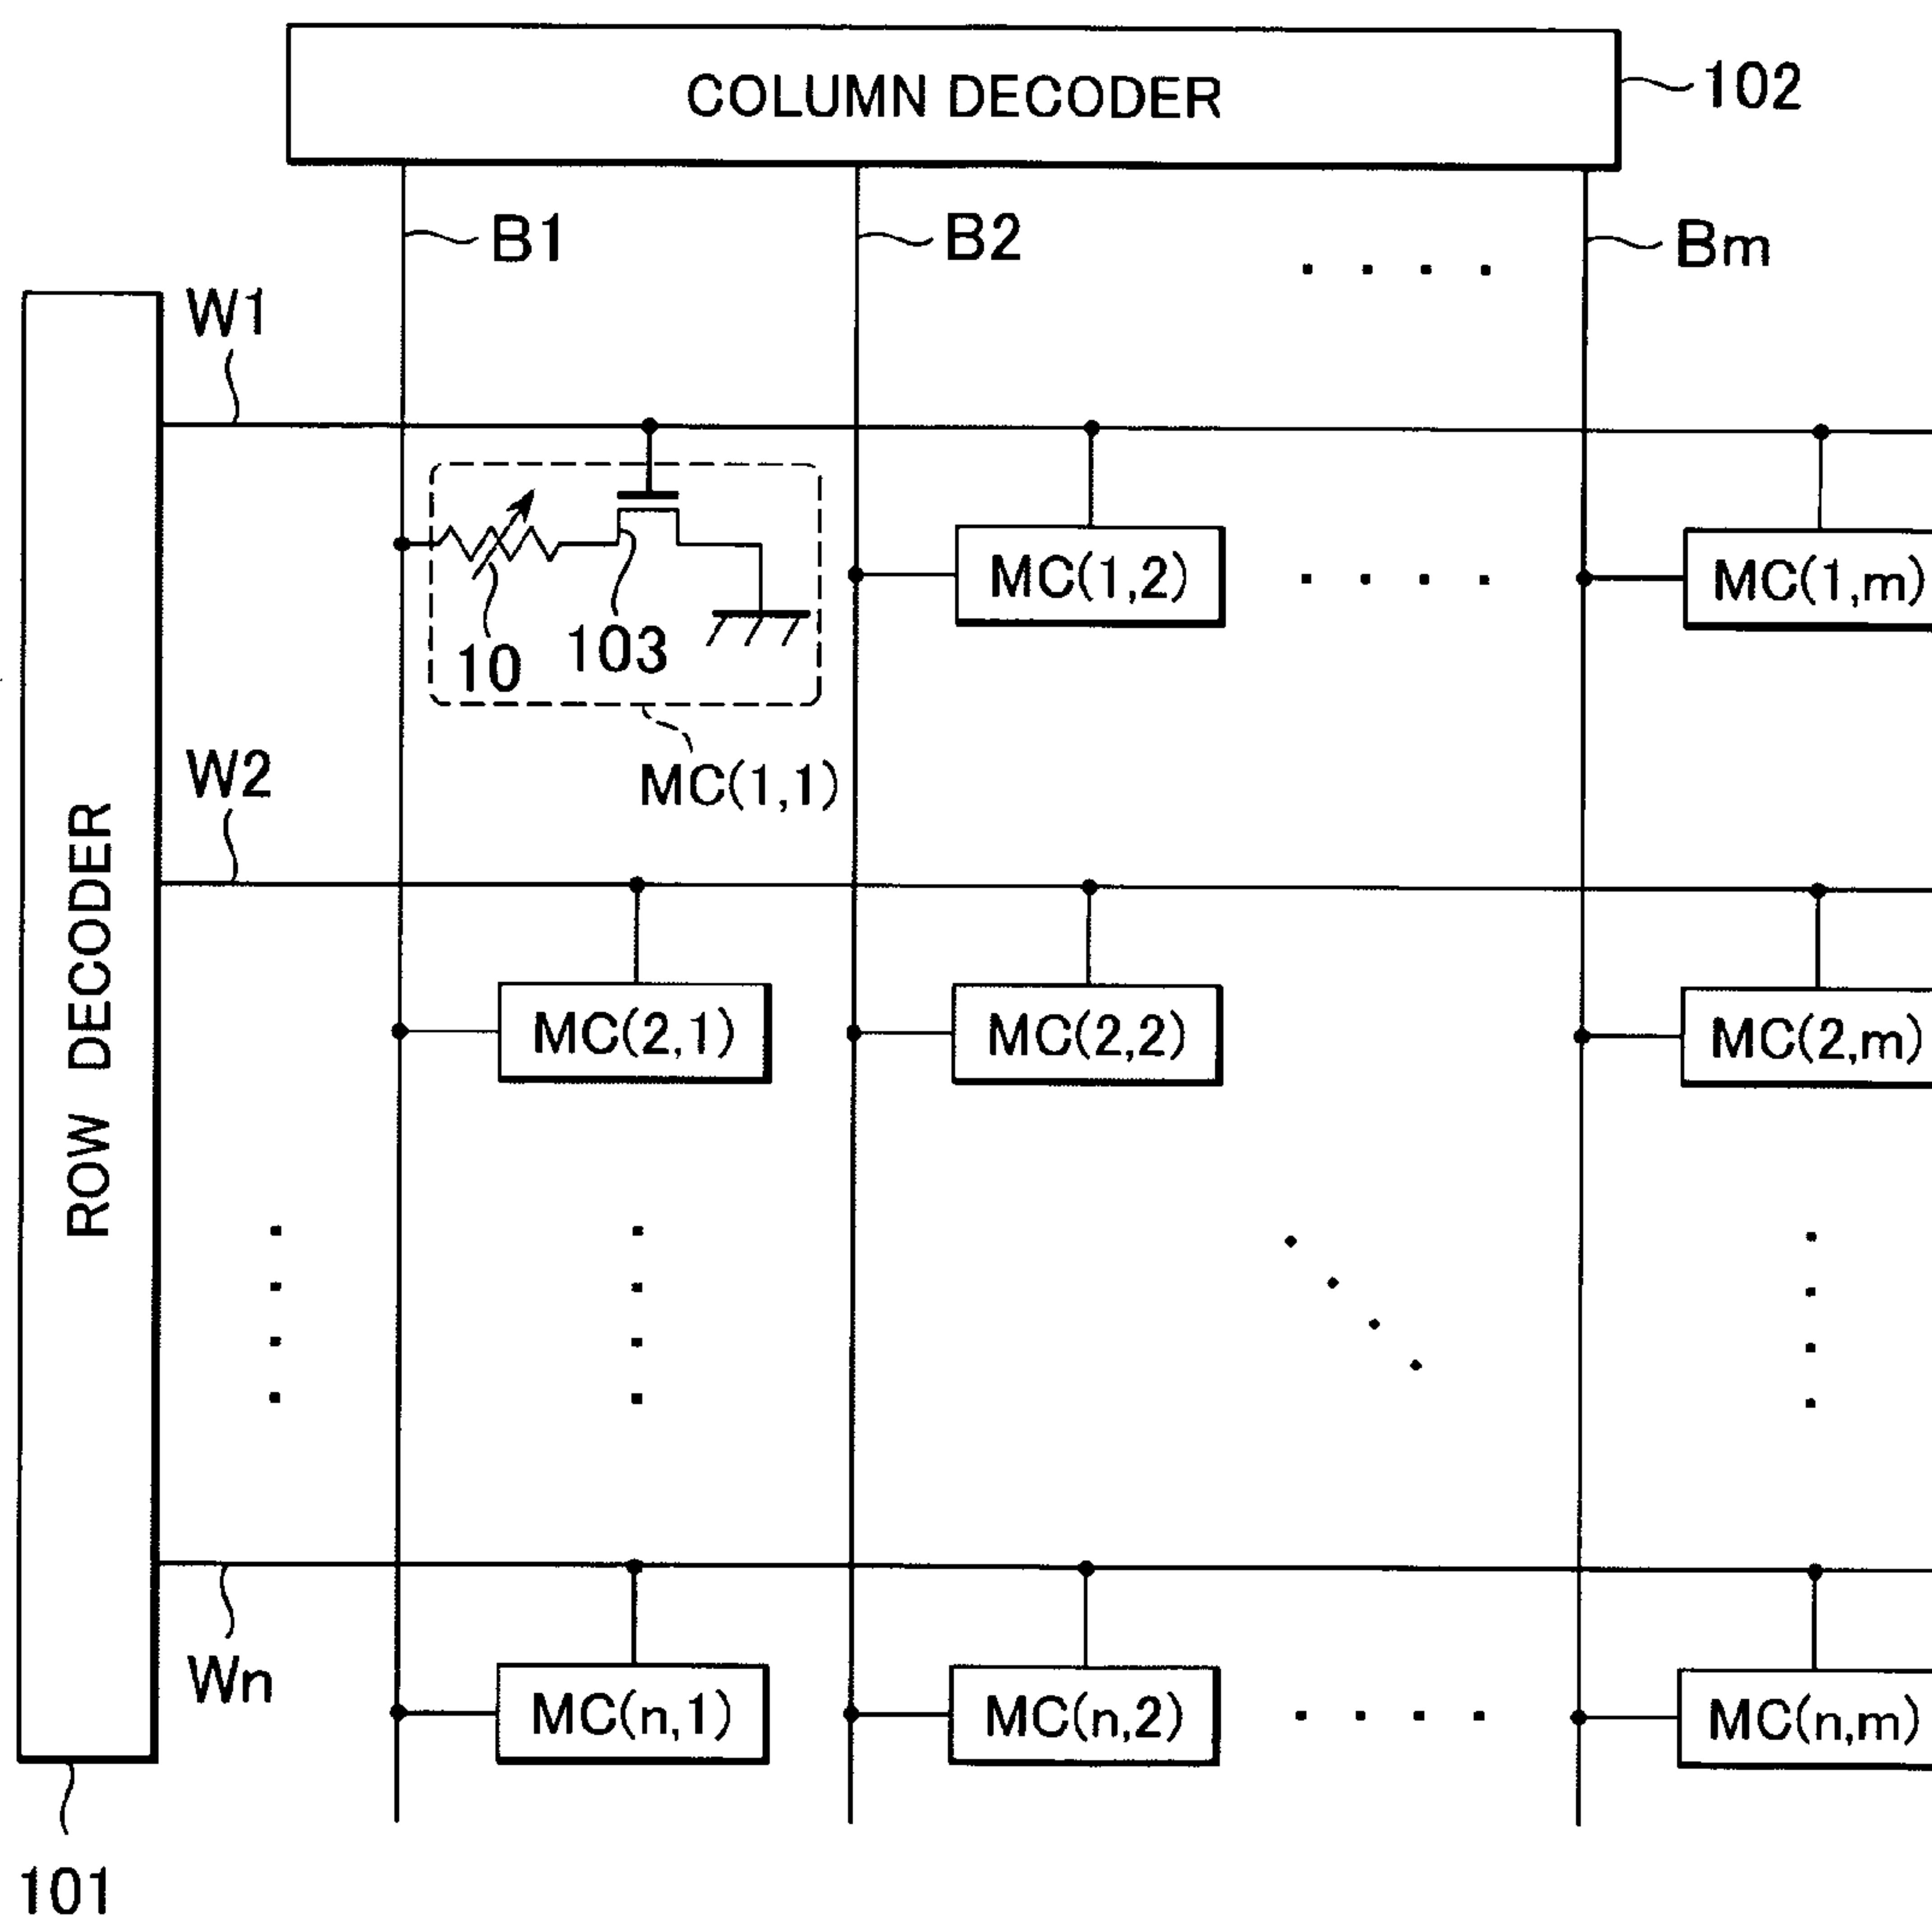 COLUMN DECODER
102
B1
B2
Bm
W1
MC(1,2)
MC(1,m)
10
103
MC(1,1)
W2
ROW DECODER
MC(2,1)
MC(2,2)
MC(2,m)
Wn
MC(n,1)
MC(n,2)
MC(n,m)
101